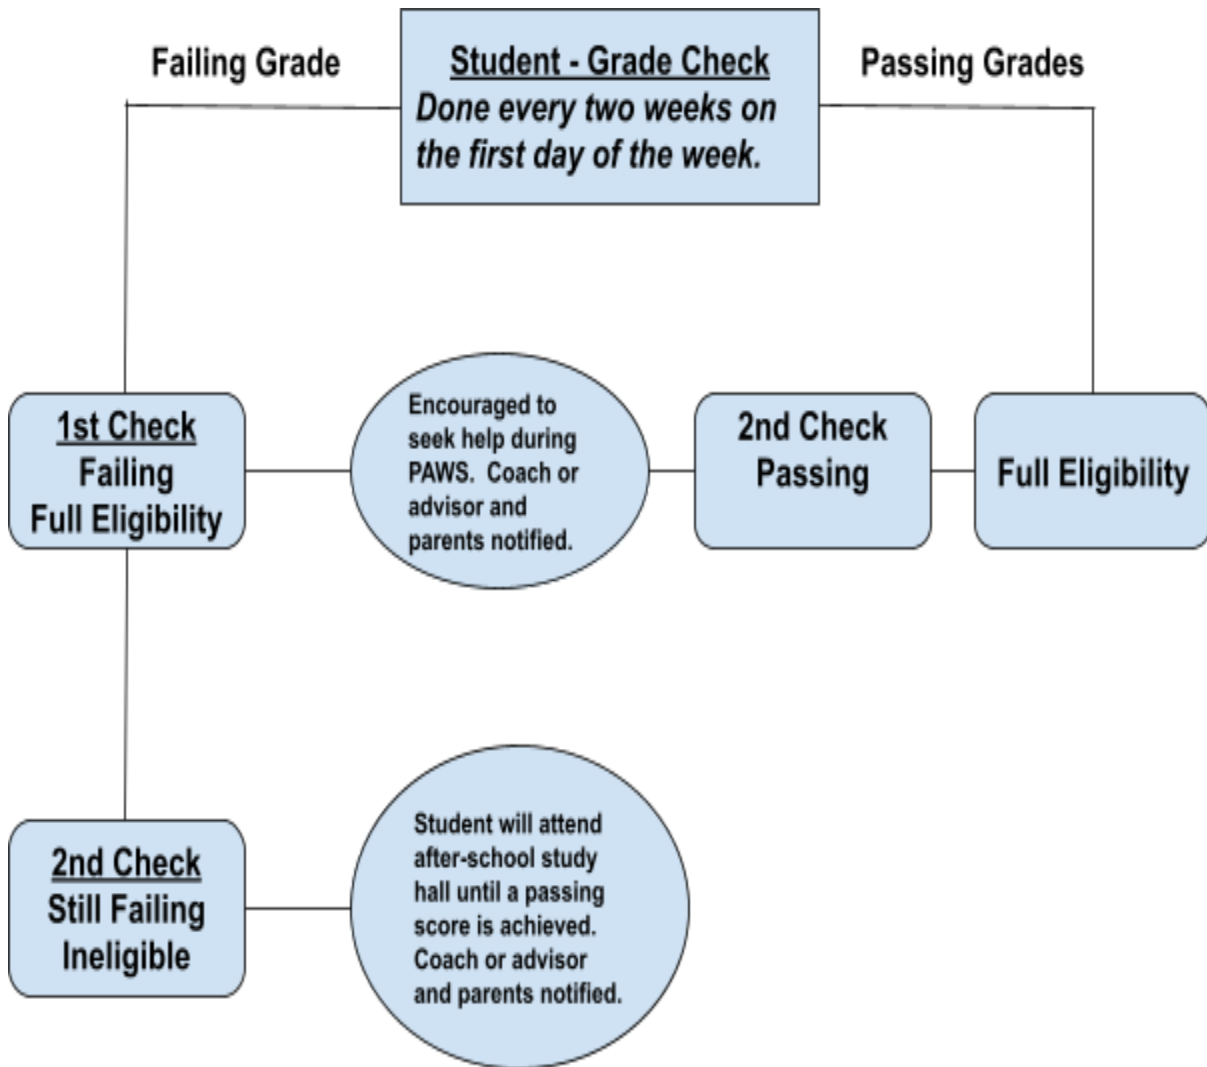 Failing Grade
Student - Grade Check
Done every two weeks on
the first day of the week.
Passing Grades
1st Check
Failing
Full Eligibility
Encouraged to
seek help during
PAWS.  Coach or
advisor and
parents notified.
2nd Check
Passing
Full Eligibility
2nd Check
Still Failing
Ineligible
Student will attend
after-school study
hall until a passing
score is achieved.
Coach or advisor
and parents notified.